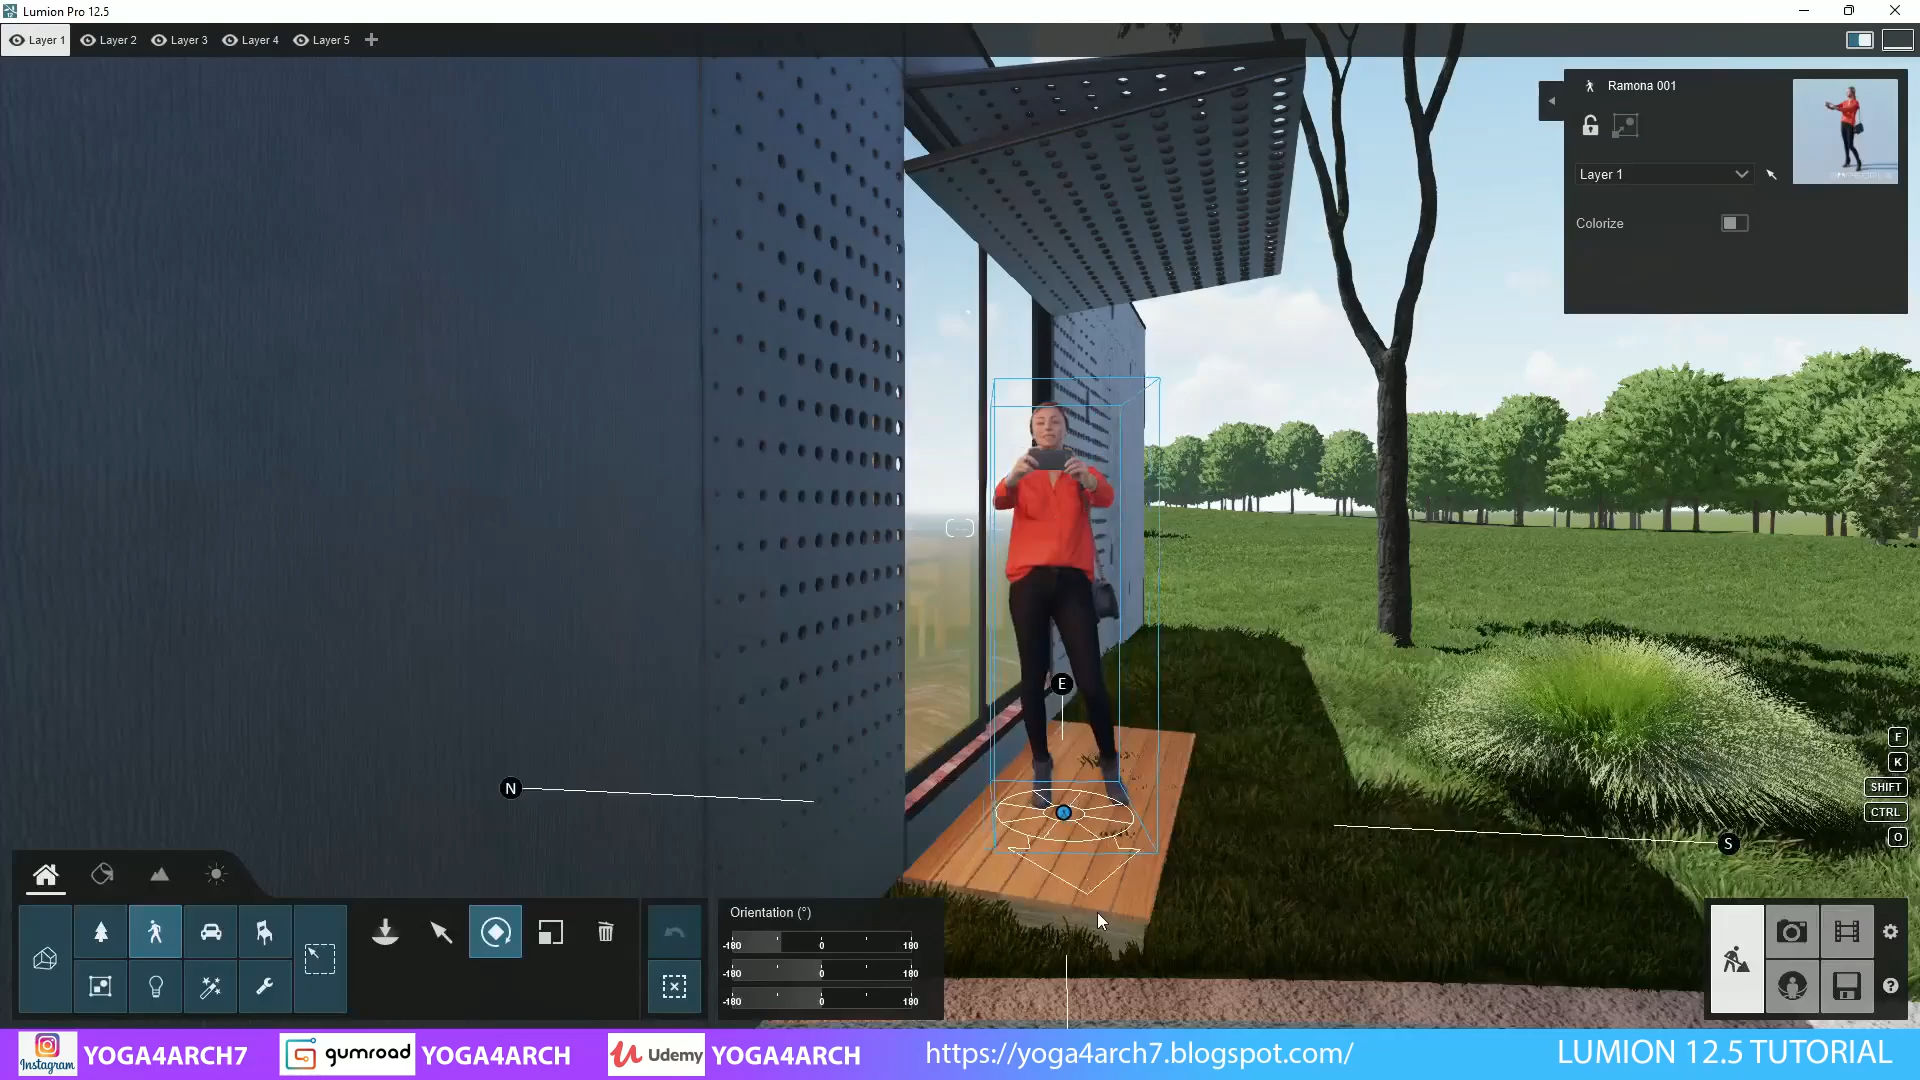 Lumion Pro 12.5
Layer 1
Layer 2
Layer 3
Layer 4
Layer 5
Ramona 001
Layer 1
Colorize
E
N
S
F
K
SHIFT
CTRL
O
Orientation (°)
-180 0 180
-180 0 180
-180 0 180
?
Instagram
YOGA4ARCH7
gumroad
YOGA4ARCH
Udemy
YOGA4ARCH
https://yoga4arch7.blogspot.com/
LUMION 12.5 TUTORIAL